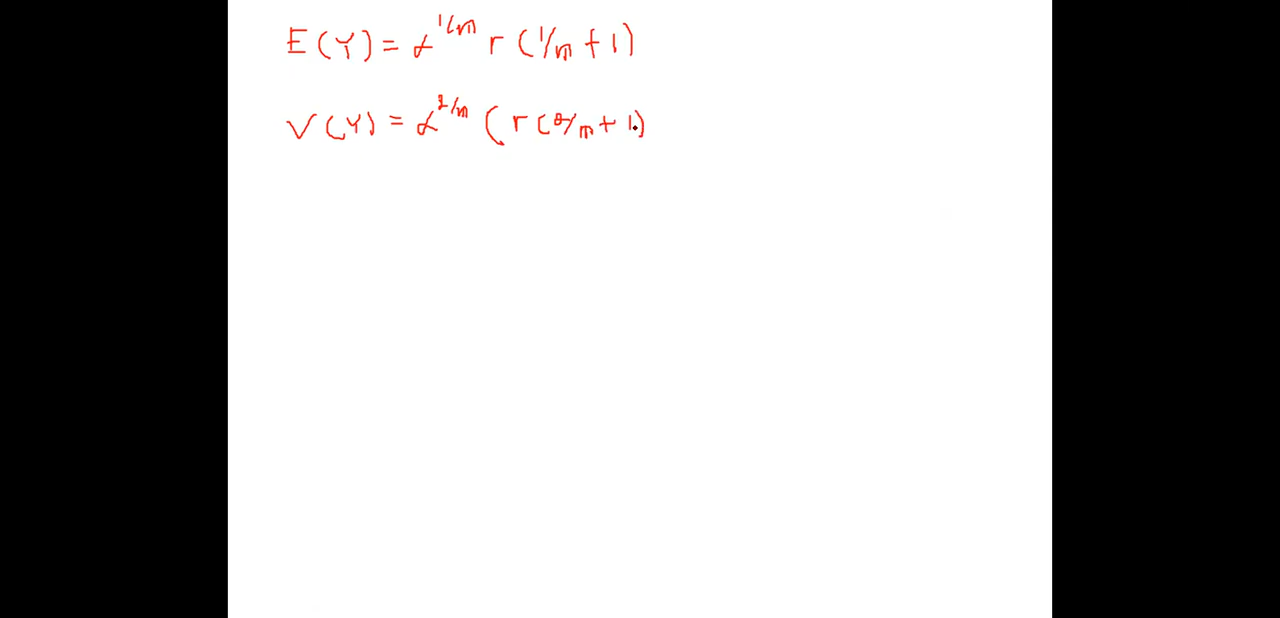 E(Y) = α^{1/m} Γ(1/m + 1)
V(Y) = α^{2/m} (Γ(2/m + 1)